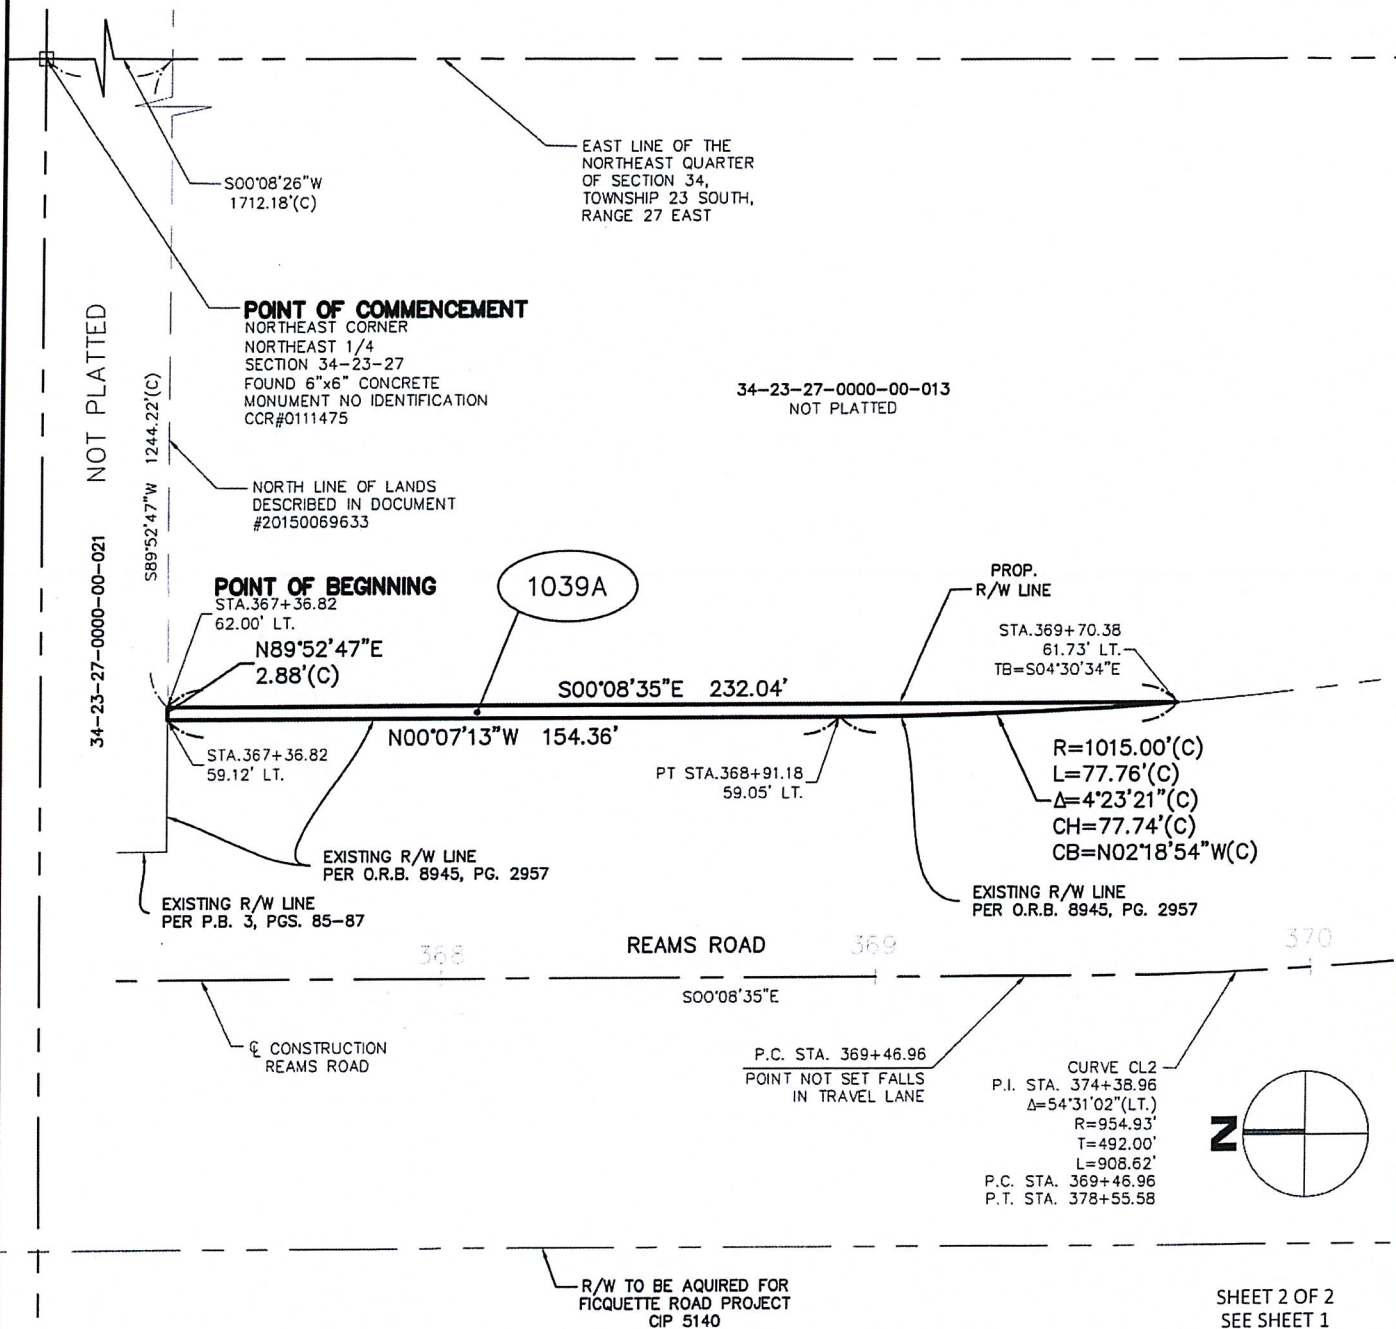 EAST LINE OF THE
NORTHEAST QUARTER
OF SECTION 34,
TOWNSHIP 23 SOUTH,
RANGE 27 EAST
S00°08'26"W
1712.18'(C)
POINT OF COMMENCEMENT
NORTHEAST CORNER
NORTHEAST 1/4
SECTION 34-23-27
FOUND 6"x6" CONCRETE
MONUMENT NO IDENTIFICATION
CCR#0111475
34-23-27-0000-00-021 NOT PLATTED
S89°52'47"W 1244.22'(C)
34-23-27-0000-00-013
NOT PLATTED
NORTH LINE OF LANDS
DESCRIBED IN DOCUMENT
#20150069633
POINT OF BEGINNING
STA.367+36.82
62.00' LT.
N89°52'47"E
2.88'(C)
1039A
PROP.
R/W LINE
STA.369+70.38
61.73' LT.
TB=S04°30'34"E
S00°08'35"E 232.04'
N00°07'13"W 154.36'
STA.367+36.82
59.12' LT.
PT STA.368+91.18
59.05' LT.
R=1015.00'(C)
L=77.76'(C)
Δ=4°23'21"(C)
CH=77.74'(C)
CB=N02°18'54"W(C)
EXISTING R/W LINE
PER O.R.B. 8945, PG. 2957
EXISTING R/W LINE
PER P.B. 3, PGS. 85-87
EXISTING R/W LINE
PER O.R.B. 8945, PG. 2957
368
REAMS ROAD
369
370
S00°08'35"E
℄ CONSTRUCTION
REAMS ROAD
P.C. STA. 369+46.96
POINT NOT SET FALLS
IN TRAVEL LANE
CURVE CL2
P.I. STA. 374+38.96
Δ=54°31'02"(LT.)
R=954.93'
T=492.00'
L=908.62'
P.C. STA. 369+46.96
P.T. STA. 378+55.58
N
R/W TO BE AQUIRED FOR
FICQUETTE ROAD PROJECT
CIP 5140
SHEET 2 OF 2
SEE SHEET 1